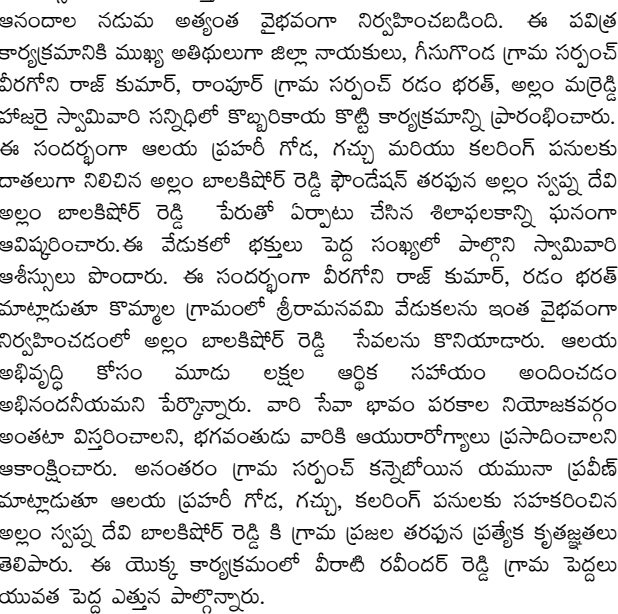 ఆనందాల నడుమ అత్యంత వైభవంగా నిర్వహించబడింది. ఈ పవిత్ర
కార్యక్రమానికి ముఖ్య అతిథులుగా జిల్లా నాయకులు, గీసుగొండ గ్రామ సర్పంచ్
వీరగోని రాజ్ కుమార్, రాంపూర్ గ్రామ సర్పంచ్ రడం భరత్, అల్లం మర్రెడ్డి
హాజరై స్వామివారి సన్నిధిలో కొబ్బరికాయ కొట్టి కార్యక్రమాన్ని ప్రారంభించారు.
ఈ సందర్భంగా ఆలయ ప్రహరీ గోడ, గచ్చు మరియు కలరింగ్ పనులకు
దాతలుగా నిలిచిన అల్లం బాలకిషోర్ రెడ్డి ఫౌండేషన్ తరఫున అల్లం స్వప్న దేవి
అల్లం బాలకిషోర్ రెడ్డి పేరుతో ఏర్పాటు చేసిన శిలాఫలకాన్ని ఘనంగా
ఆవిష్కరించారు.ఈ వేడుకలో భక్తులు పెద్ద సంఖ్యలో పాల్గొని స్వామివారి
ఆశీస్సులు పొందారు. ఈ సందర్భంగా వీరగోని రాజ్ కుమార్, రడం భరత్
మాట్లాడుతూ కొమ్మాల గ్రామంలో శ్రీరామనవమి వేడుకలను ఇంత వైభవంగా
నిర్వహించడంలో అల్లం బాలకిషోర్ రెడ్డి సేవలను కొనియాడారు. ఆలయ
అభివృద్ధి కోసం మూడు లక్షల ఆర్థిక సహాయం అందించడం
అభినందనీయమని పేర్కొన్నారు. వారి సేవా భావం పరకాల నియోజకవర్గం
అంతటా విస్తరించాలని, భగవంతుడు వారికి ఆయురారోగ్యాలు ప్రసాదించాలని
ఆకాంక్షించారు. అనంతరం గ్రామ సర్పంచ్ కన్నెబోయిన యమునా ప్రవీణ్
మాట్లాడుతూ ఆలయ ప్రహరీ గోడ, గచ్చు, కలరింగ్ పనులకు సహకరించిన
అల్లం స్వప్న దేవి బాలకిషోర్ రెడ్డి కి గ్రామ ప్రజల తరఫున ప్రత్యేక కృతజ్ఞతలు
తెలిపారు. ఈ యొక్క కార్యక్రమంలో వీరాటి రవీందర్ రెడ్డి గ్రామ పెద్దలు
యువత పెద్ద ఎత్తున పాల్గొన్నారు.